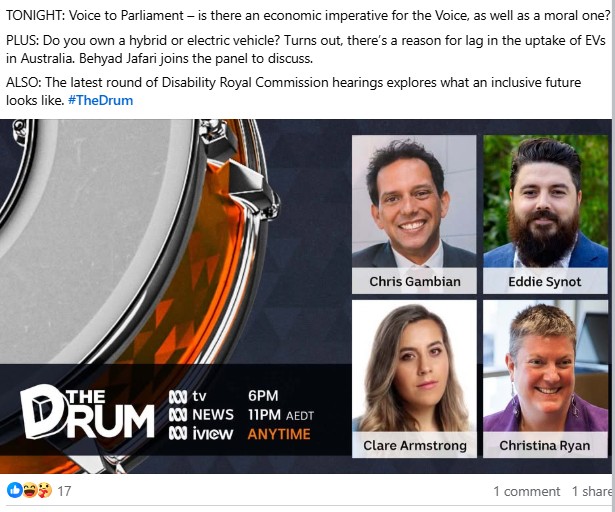 TONIGHT: Voice to Parliament – is there an economic imperative for the Voice, as well as a moral one?
PLUS: Do you own a hybrid or electric vehicle? Turns out, there's a reason for lag in the uptake of EVs
in Australia. Behyad Jafari joins the panel to discuss.
ALSO: The latest round of Disability Royal Commission hearings explores what an inclusive future
looks like. #TheDrum
Chris Gambian
Eddie Synot
Clare Armstrong
Christina Ryan
THE
DRUM
tv 6PM
NEWS 11PM AEDT
iview ANYTIME
17
1 comment 1 share